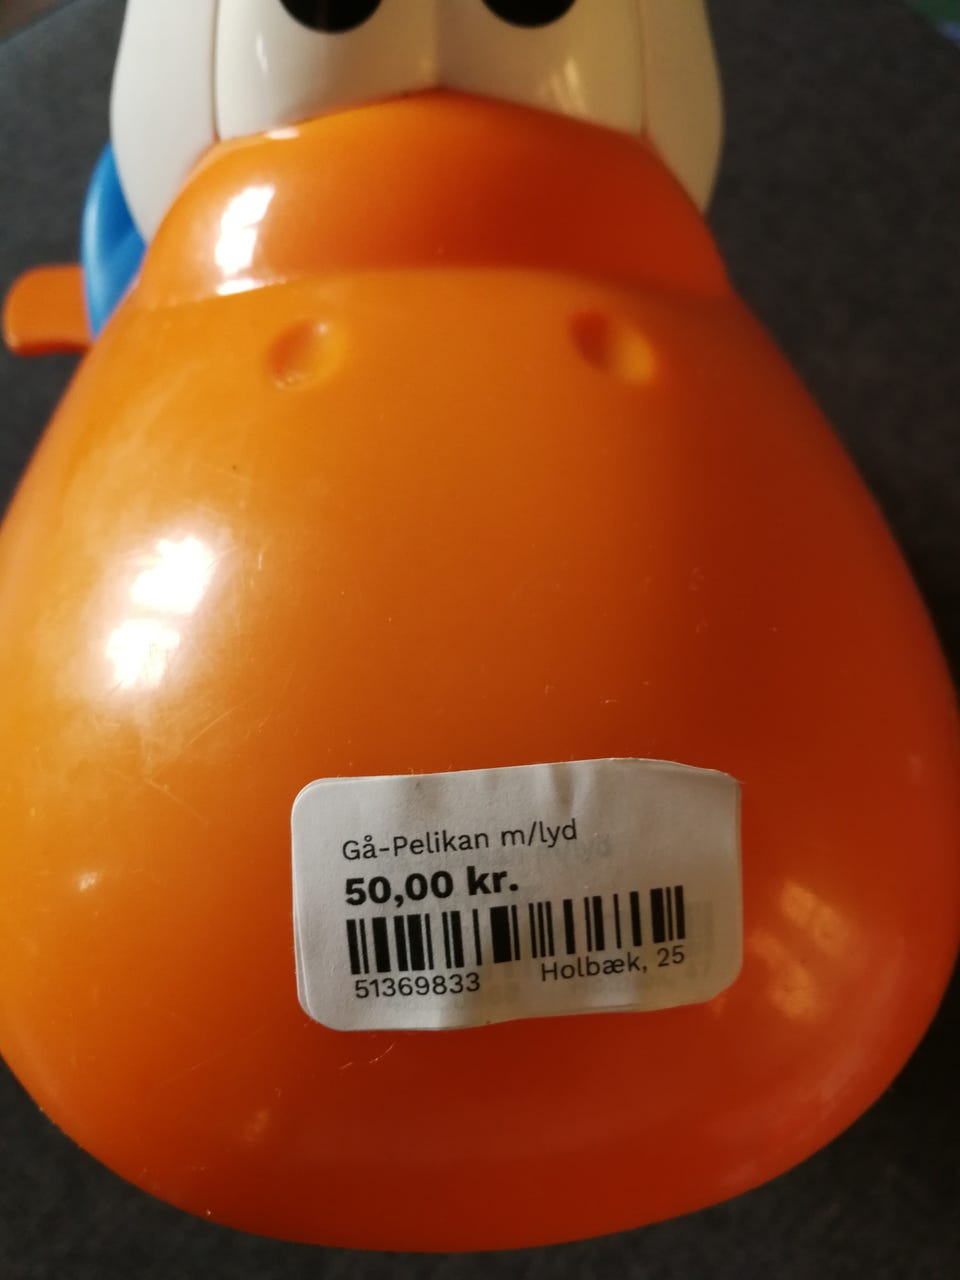 Gå-Pelikan m/lyd
50,00 kr.
51369833 Holbæk, 25